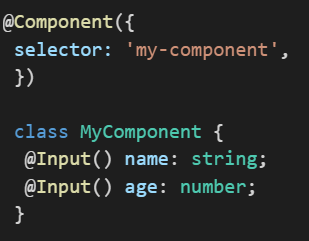 @Component({
selector: 'my-component',
})
class MyComponent {
@Input() name: string;
@Input() age: number;
}